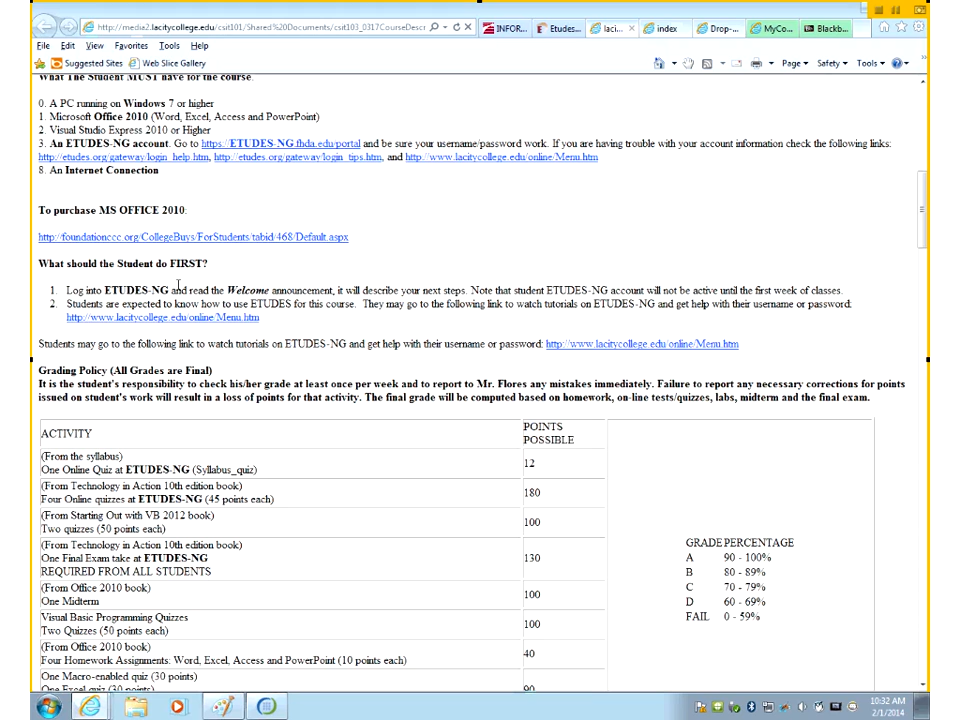 http://media2.lacitycollege.edu/csit101/Shared%20Documents/csit103_0317CourseDescr
INFOR...
Etudes...
laci...
index
Drop-...
MyCo...
Blackb...
File Edit View Favorites Tools Help
Suggested Sites Web Slice Gallery
Page Safety Tools
What The Student MUST have for the course.
0. A PC running on Windows 7 or higher
1. Microsoft Office 2010 (Word, Excel, Access and PowerPoint)
2. Visual Studio Express 2010 or Higher
3. An ETUDES-NG account. Go to https://ETUDES-NG.fhda.edu/portal and be sure your username/password work. If you are having trouble with your account information check the following links:
http://etudes.org/gateway/login_help.htm, http://etudes.org/gateway/login_tips.htm, and http://www.lacitycollege.edu/online/Menu.htm
8. An Internet Connection
To purchase MS OFFICE 2010:
http://foundationccc.org/CollegeBuys/ForStudents/tabid/468/Default.aspx
What should the Student do FIRST?
1. Log into ETUDES-NG and read the Welcome announcement, it will describe your next steps. Note that student ETUDES-NG account will not be active until the first week of classes.
2. Students are expected to know how to use ETUDES for this course. They may go to the following link to watch tutorials on ETUDES-NG and get help with their username or password:
http://www.lacitycollege.edu/online/Menu.htm
Students may go to the following link to watch tutorials on ETUDES-NG and get help with their username or password: http://www.lacitycollege.edu/online/Menu.htm
Grading Policy (All Grades are Final)
It is the student's responsibility to check his/her grade at least once per week and to report to Mr. Flores any mistakes immediately. Failure to report any necessary corrections for points
issued on student's work will result in a loss of points for that activity. The final grade will be computed based on homework, on-line tests/quizzes, labs, midterm and the final exam.
ACTIVITY
POINTS
POSSIBLE
(From the syllabus)
One Online Quiz at ETUDES-NG (Syllabus_quiz)
12
(From Technology in Action 10th edition book)
Four Online quizzes at ETUDES-NG (45 points each)
180
(From Starting Out with VB 2012 book)
Two quizzes (50 points each)
100
(From Technology in Action 10th edition book)
One Final Exam take at ETUDES-NG
REQUIRED FROM ALL STUDENTS
130
(From Office 2010 book)
One Midterm
100
Visual Basic Programming Quizzes
Two Quizzes (50 points each)
100
(From Office 2010 book)
Four Homework Assignments: Word, Excel, Access and PowerPoint (10 points each)
40
One Macro-enabled quiz (30 points)
One Excel quiz (30 points)
90
GRADE PERCENTAGE
A 90 - 100%
B 80 - 89%
C 70 - 79%
D 60 - 69%
FAIL 0 - 59%
10:32 AM
2/1/2014